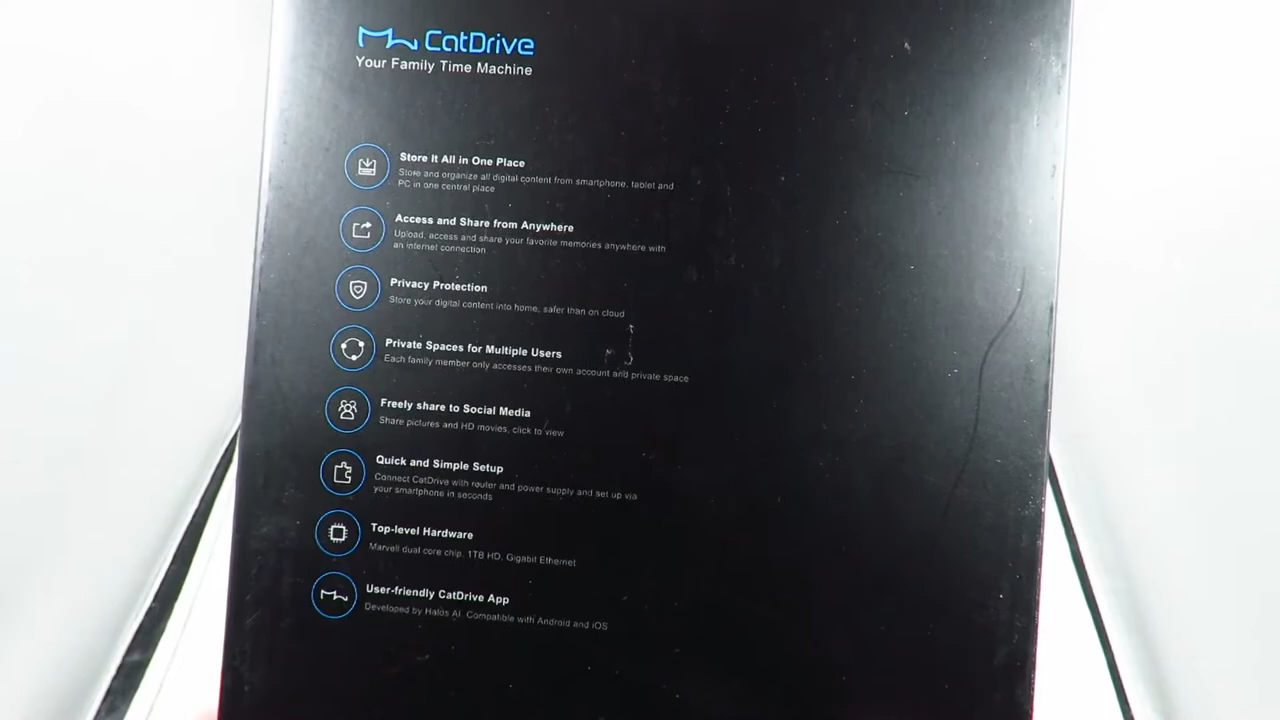 CatDrive
Your Family Time Machine
Store It All in One Place
Store and organize all digital content from smartphone, tablet and
PC in one central place
Access and Share from Anywhere
Upload, access and share your favorite memories anywhere with
an internet connection
Privacy Protection
Store your digital content into home, safer than on cloud
Private Spaces for Multiple Users
Each family member only accesses their own account and private space
Freely share to Social Media
Share pictures and HD movies, click to view
Quick and Simple Setup
Connect CatDrive with router and power supply and set up via
your smartphone in seconds
Top-level Hardware
Marvell dual core chip, 1TB HD, Gigabit Ethernet
User-friendly CatDrive App
Developed by Halos AI. Compatible with Android and iOS